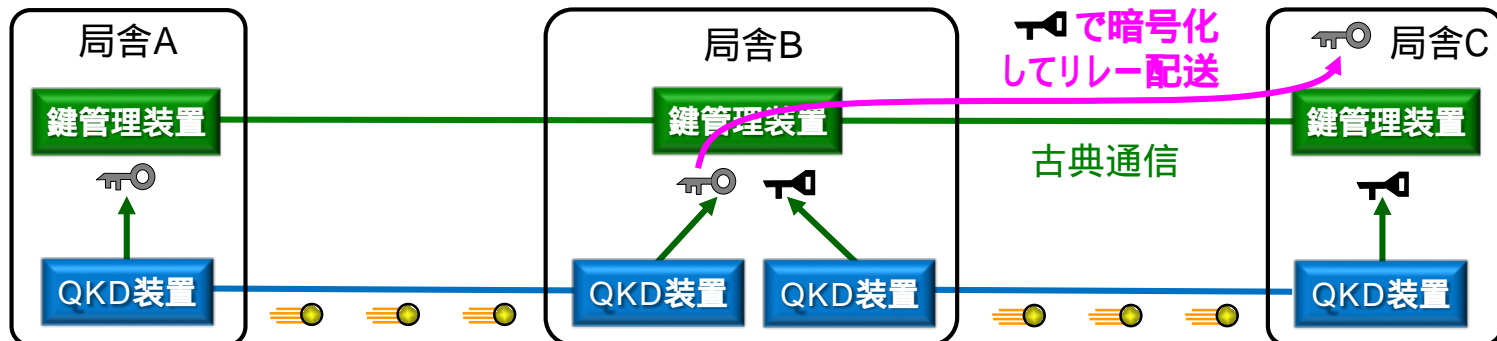 局舎A
局舎B
で暗号化
してリレー配送
局舎C
鍵管理装置
鍵管理装置
鍵管理装置
古典通信
QKD装置
QKD装置
QKD装置
QKD装置